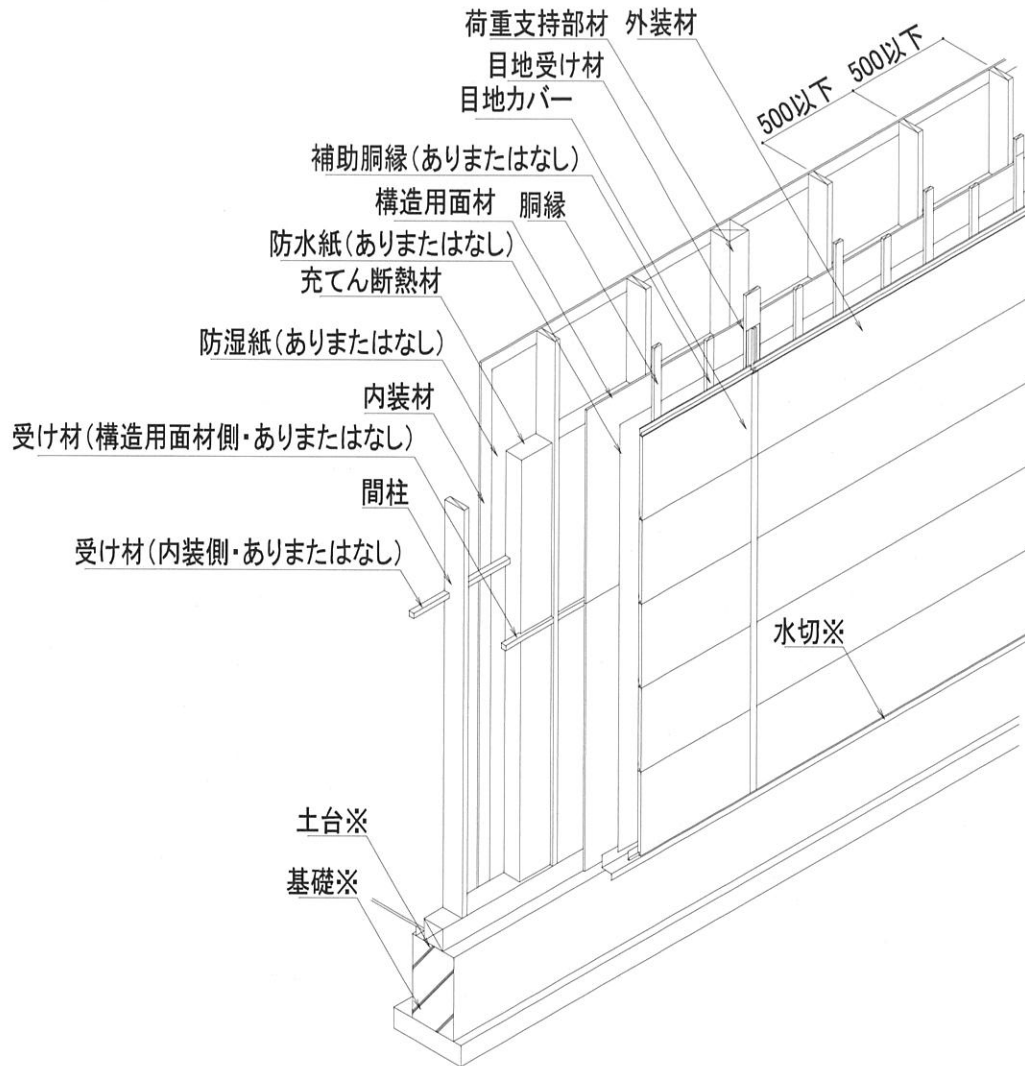 荷重支持部材 外装材
目地受け材
目地カバー
500以下
500以下
補助胴縁(ありまたはなし)
構造用面材 胴縁
防水紙(ありまたはなし)
充てん断熱材
防湿紙(ありまたはなし)
内装材
受け材(構造用面材側・ありまたはなし)
間柱
受け材(内装側・ありまたはなし)
水切※
土台※
基礎※